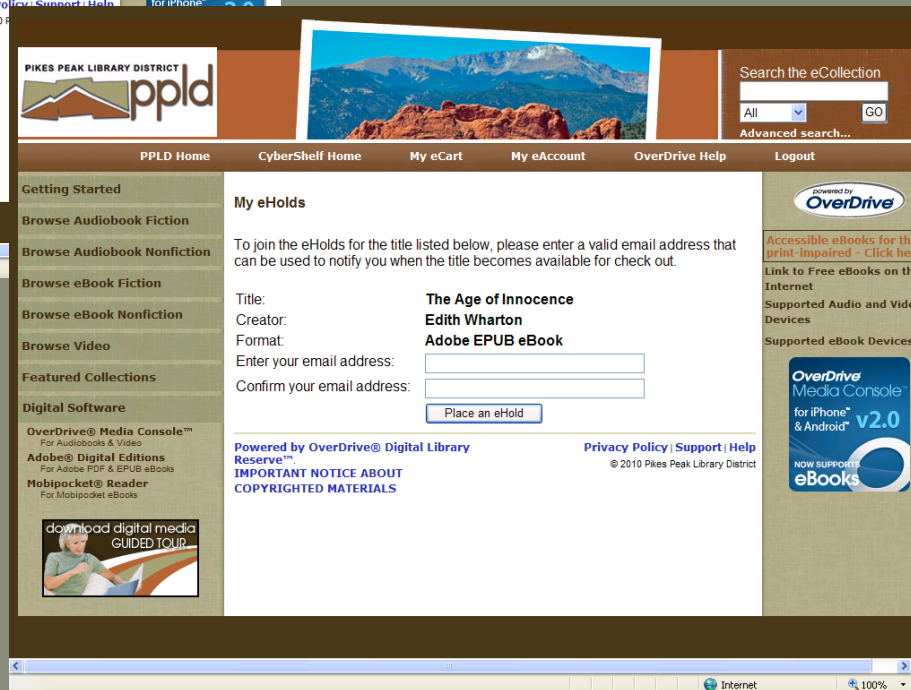 olicy | Support | Help
for iPhone
2.0
PIKES PEAK LIBRARY DISTRICT
ppld
Search the eCollection
All
GO
Advanced search...
PPLD Home CyberShelf Home My eCart My eAccount OverDrive Help Logout
Getting Started
Browse Audiobook Fiction
Browse Audiobook Nonfiction
Browse eBook Fiction
Browse eBook Nonfiction
Browse Video
Featured Collections
Digital Software
OverDrive® Media Console™
For Audiobooks & Video
Adobe® Digital Editions
For Adobe PDF & EPUB eBooks
Mobipocket® Reader
For Mobipocket eBooks
download digital media
GUIDED TOUR
My eHolds
To join the eHolds for the title listed below, please enter a valid email address that
can be used to notify you when the title becomes available for check out.
Title: The Age of Innocence
Creator: Edith Wharton
Format: Adobe EPUB eBook
Enter your email address:
Confirm your email address:
Place an eHold
Powered by OverDrive® Digital Library
Reserve™
IMPORTANT NOTICE ABOUT
COPYRIGHTED MATERIALS
Privacy Policy | Support | Help
© 2010 Pikes Peak Library District
powered by
OverDrive
Accessible eBooks for th
print-impaired - Click he
Link to Free eBooks on th
Internet
Supported Audio and Vide
Devices
Supported eBook Devices
OverDrive
Media Console™
for iPhone®
& Android™ v2.0
NOW SUPPORTS
eBooks
Internet
100%